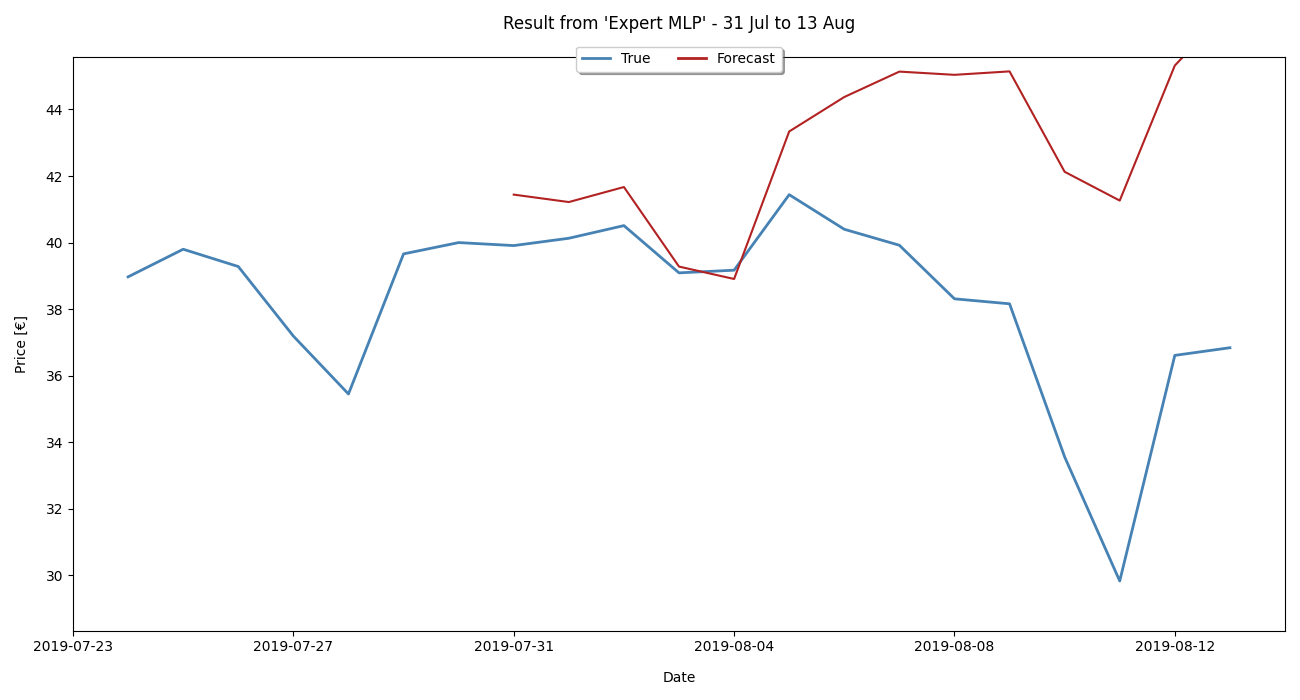 Result from 'Expert MLP' - 31 Jul to 13 Aug
True Forecast
Price [€]
44
42
40
38
36
34
32
30
2019-07-23 2019-07-27 2019-07-31 2019-08-04 2019-08-08 2019-08-12
Date